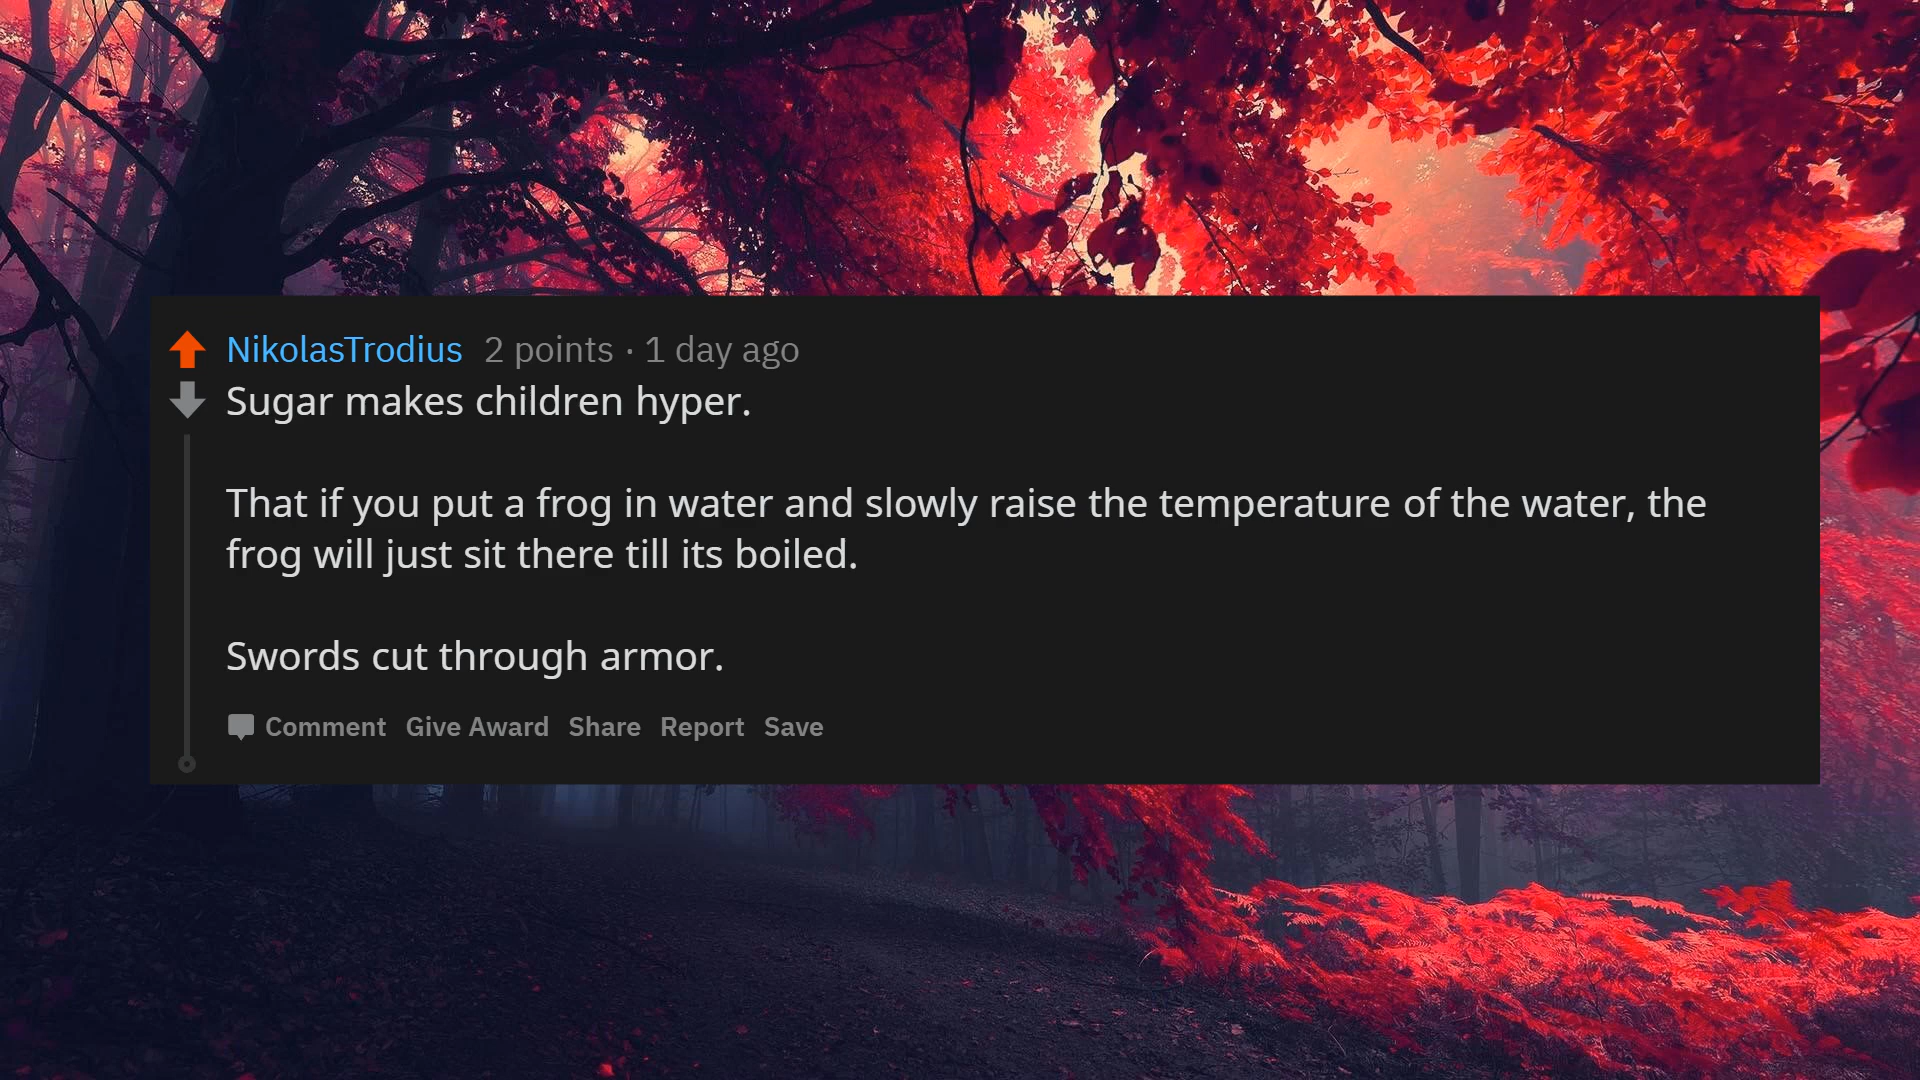 NikolasTrodius 2 points · 1 day ago
Sugar makes children hyper.
That if you put a frog in water and slowly raise the temperature of the water, the
frog will just sit there till its boiled.
Swords cut through armor.
Comment Give Award Share Report Save